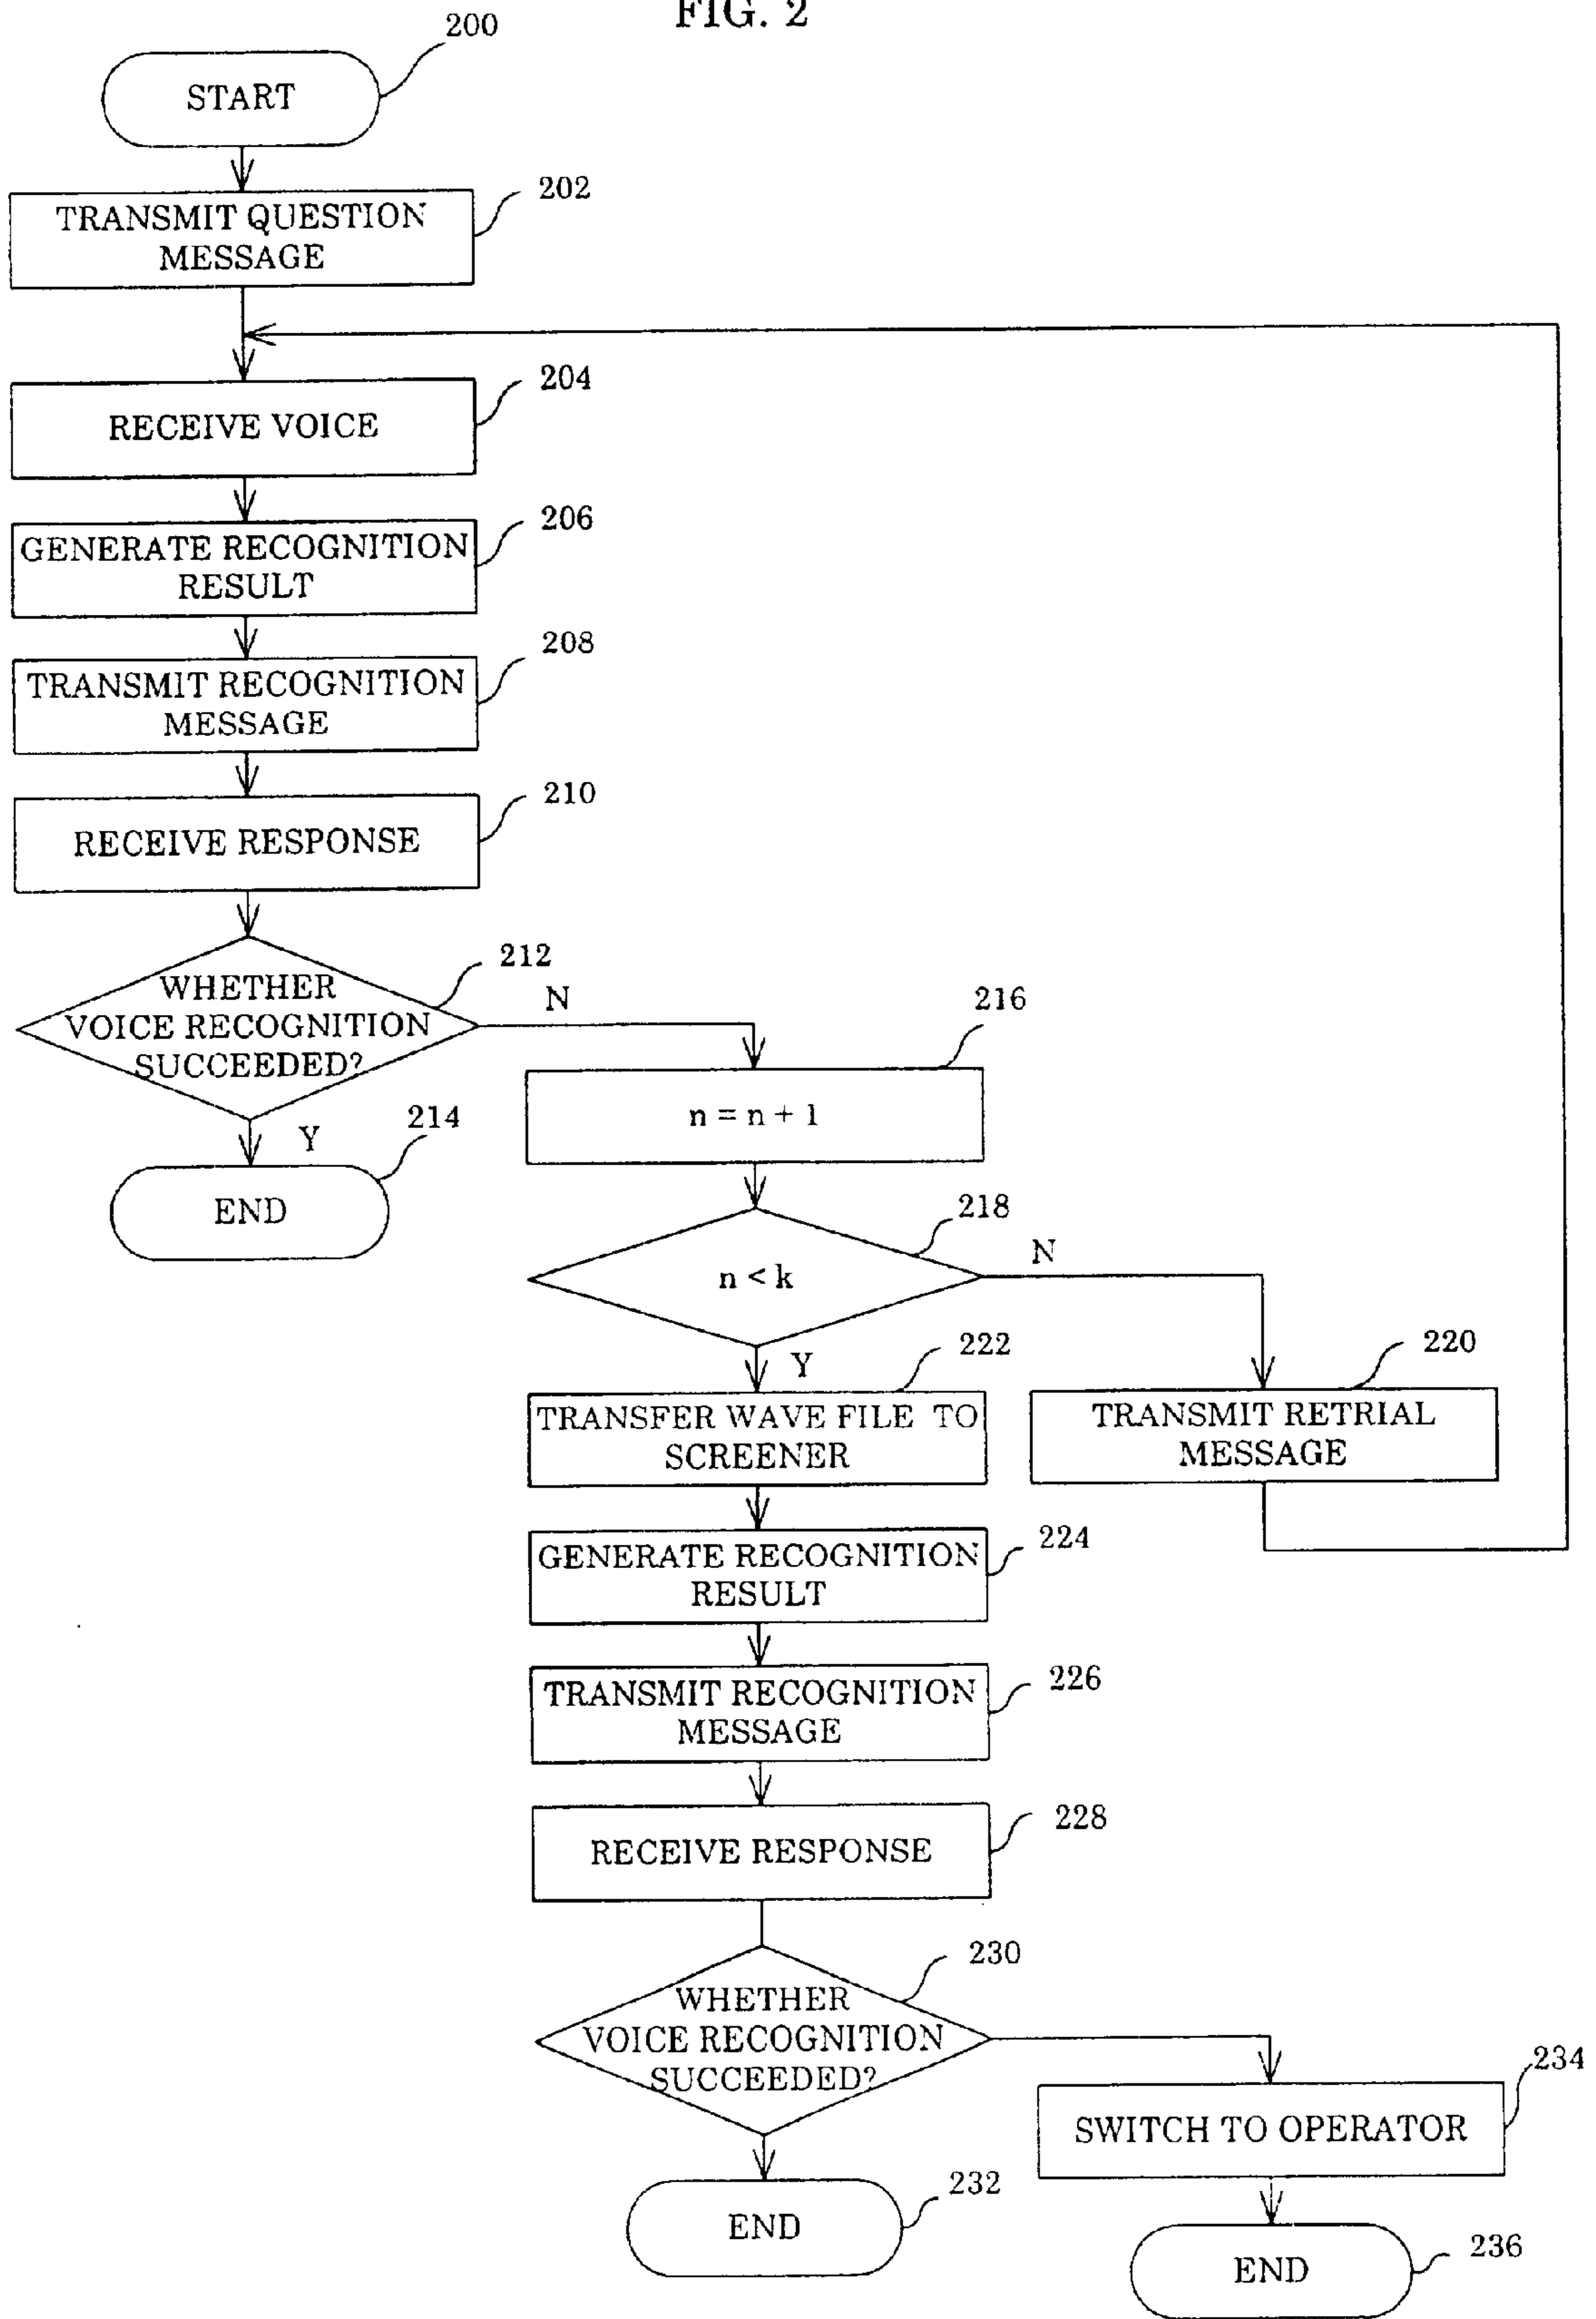 FIG. 2
200
START
202
TRANSMIT QUESTION
MESSAGE
204
RECEIVE VOICE
206
GENERATE RECOGNITION
RESULT
208
TRANSMIT RECOGNITION
MESSAGE
210
RECEIVE RESPONSE
212
WHETHER
VOICE RECOGNITION
SUCCEEDED?
N
Y
214
END
216
n = n + 1
218
n < k
N
Y
220
TRANSMIT RETRIAL
MESSAGE
222
TRANSFER WAVE FILE TO
SCREENER
224
GENERATE RECOGNITION
RESULT
226
TRANSMIT RECOGNITION
MESSAGE
228
RECEIVE RESPONSE
230
WHETHER
VOICE RECOGNITION
SUCCEEDED?
232
END
234
SWITCH TO OPERATOR
236
END